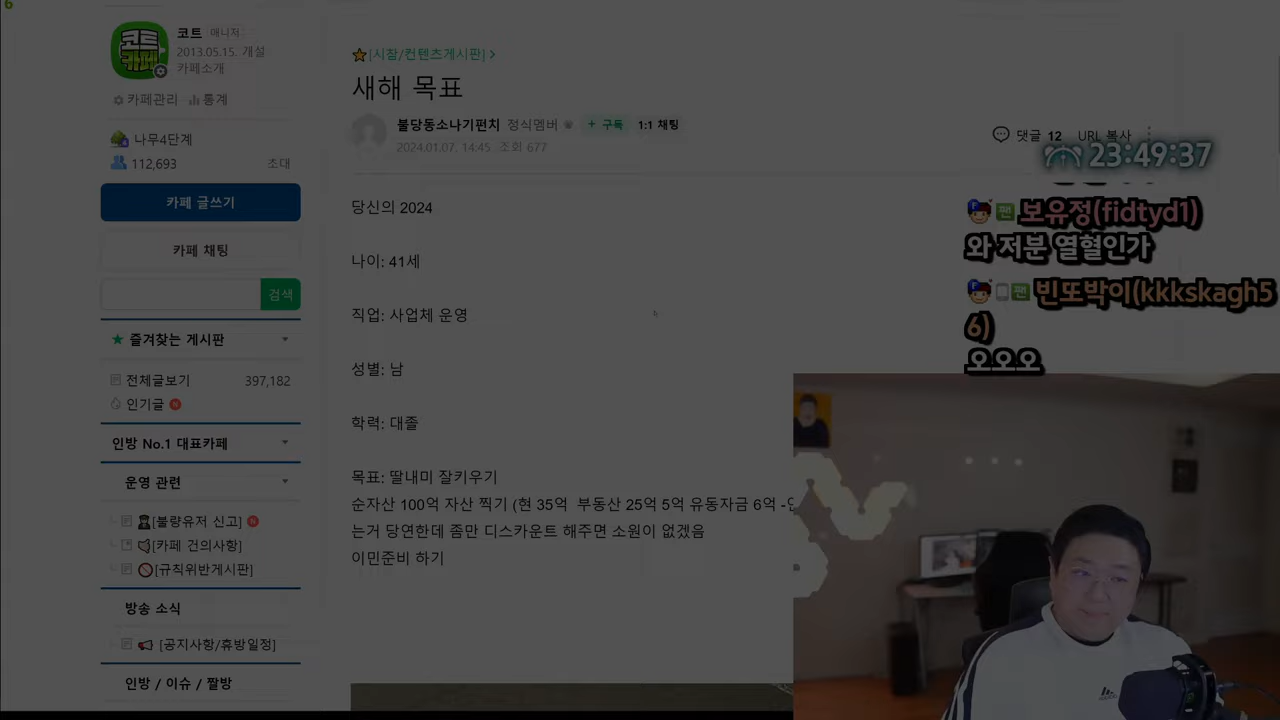 6
코트 매니저
2013.05.15. 개설
카페소개
카페관리 통계
나무4단계
112,693 초대
카페 글쓰기
카페 채팅
검색
즐겨찾는 게시판
전체글보기 397,182
인기글 N
인방 No.1 대표카페
운영 관련
[불량유저 신고] N
[카페 건의사항]
[규칙위반게시판]
방송 소식
[공지사항/휴방일정]
인방 / 이슈 / 짤방
[시참/컨텐츠게시판] >
새해 목표
불당동소나기펀치 정식멤버 + 구독 1:1 채팅
2024.01.07. 14:45 조회 677
댓글 12 URL 복사
당신의 2024
나이: 41세
직업: 사업체 운영
성별: 남
학력: 대졸
목표: 딸내미 잘키우기
순자산 100억 자산 찍기 (현 35억 부동산 25억 5억 유동자금 6억
는거 당연한데 좀만 디스카운트 해주면 소원이 없겠음
이민준비 하기
23:49:37
팬 보유정(fidtyd1)
와 저분 열혈인가
팬 빈또박이(kkkskagh5
6)
오오오